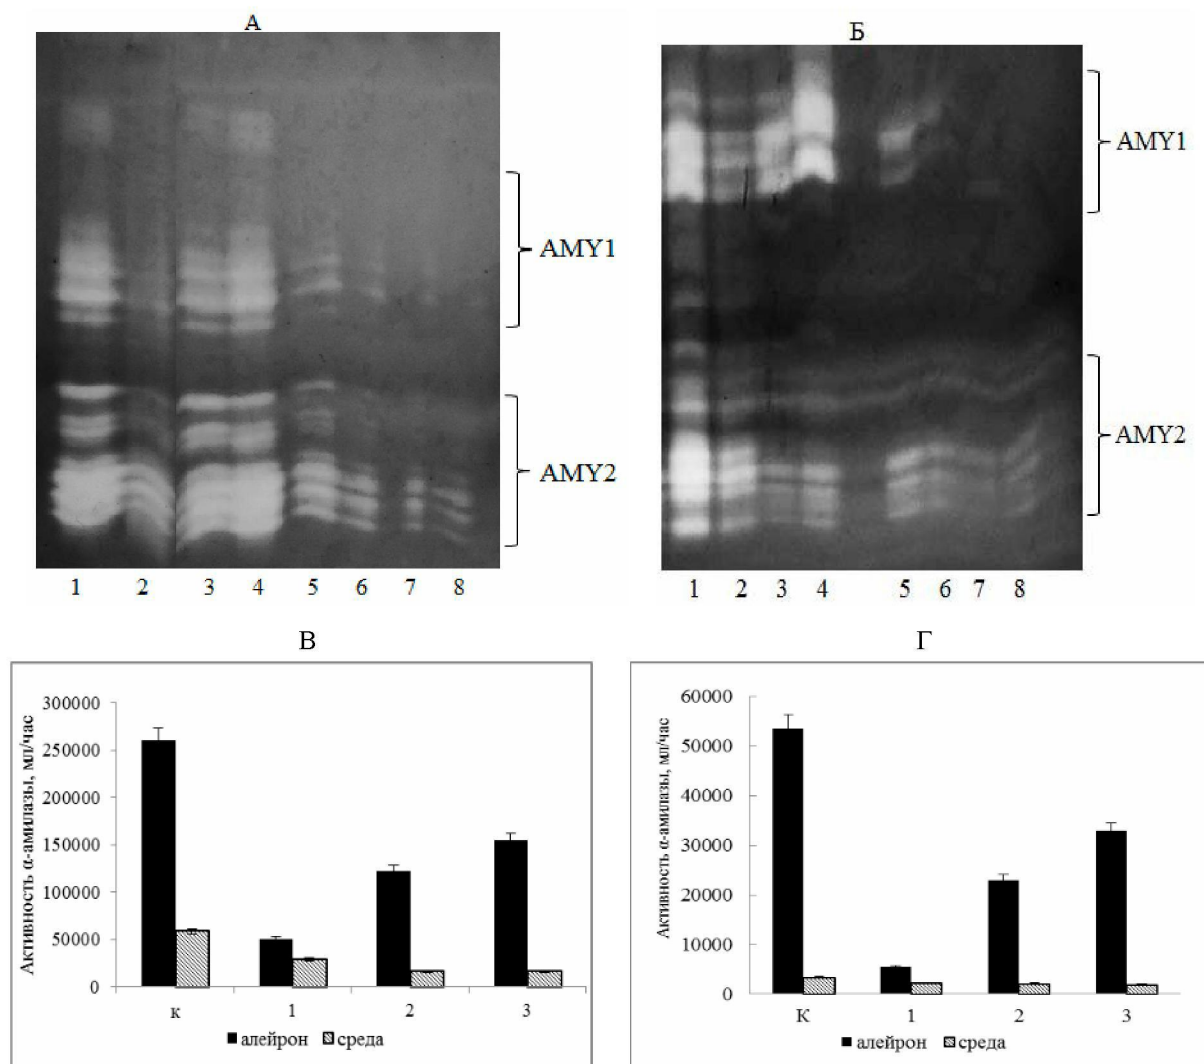 А
Б
AMY1
AMY2
1 2 3 4 5 6 7 8
AMY1
AMY2
1 2 3 4 5 6 7 8
В
Активность α-амилазы, мл/час
300000
250000
200000
150000
100000
50000
0
к 1 2 3
алейрон среда
Г
Активность α-амилазы, мл/час
60000
50000
40000
30000
20000
10000
0
К 1 2 3
алейрон среда